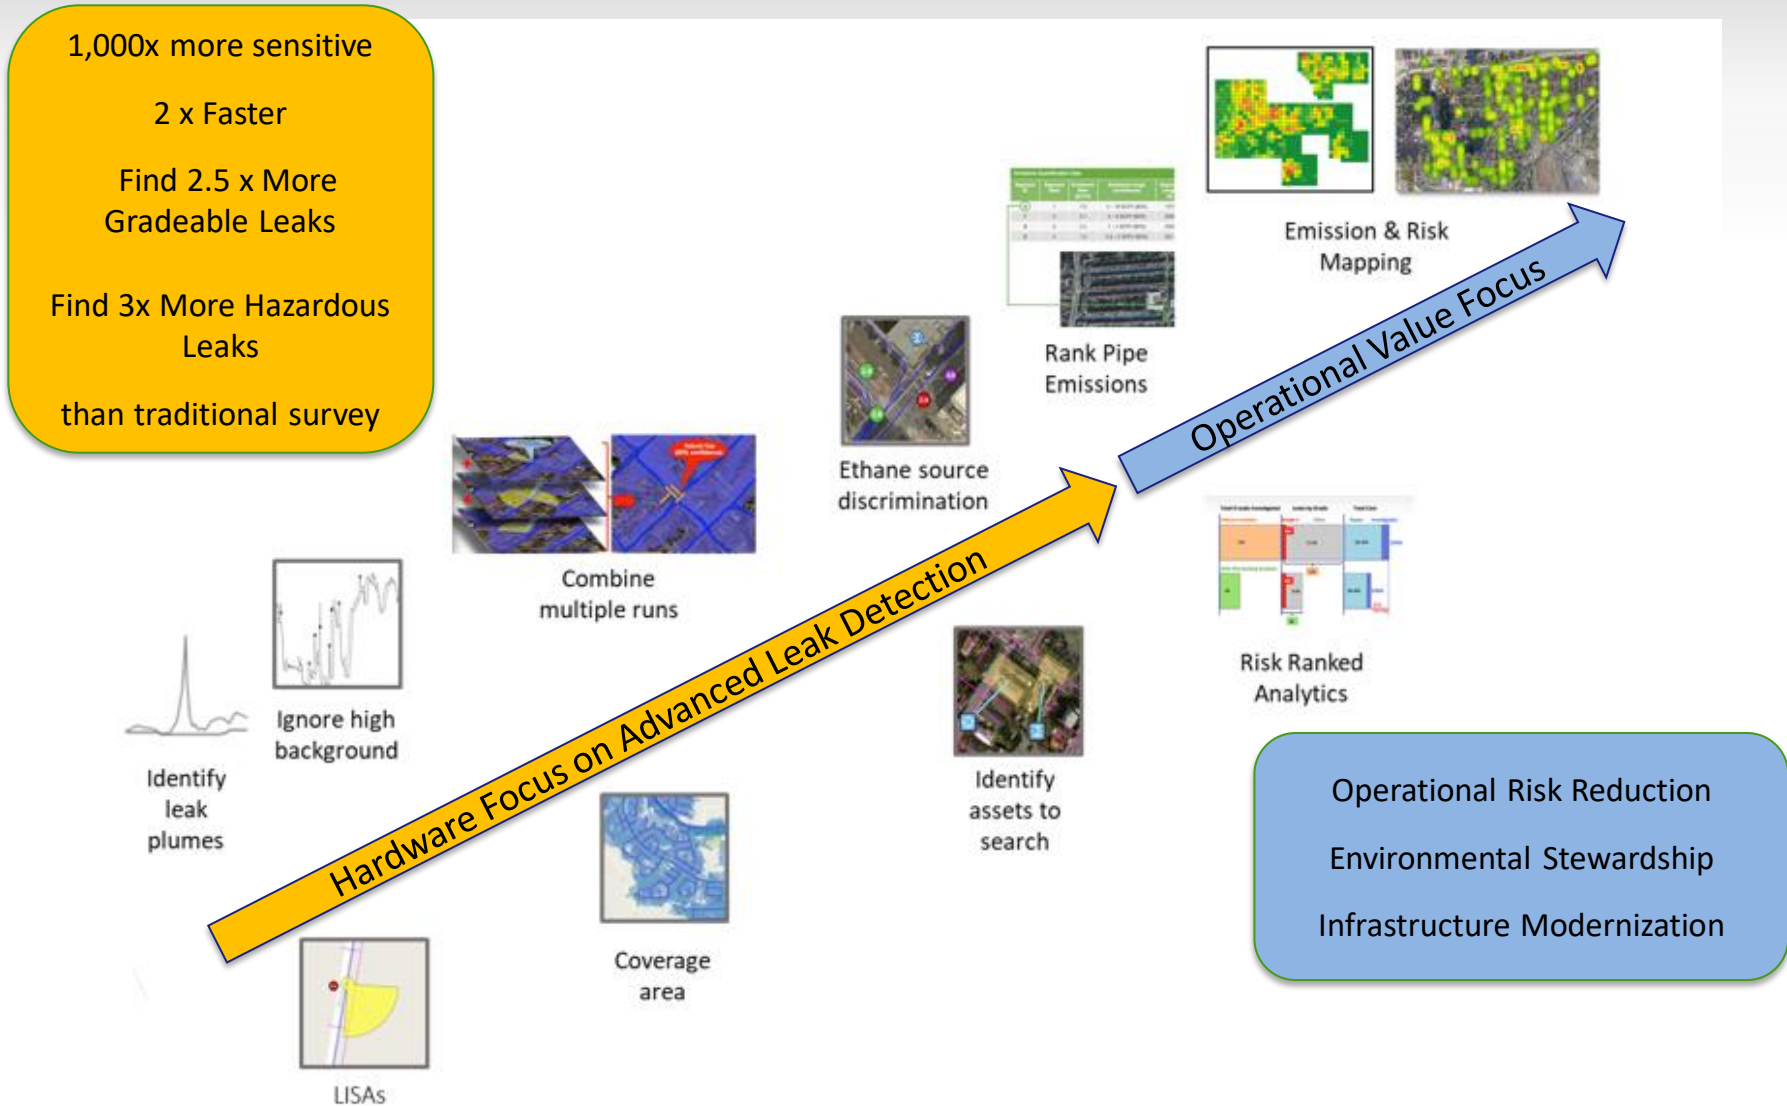 1,000x more sensitive
2 x Faster
Find 2.5 x More
Gradeable Leaks
Find 3x More Hazardous
Leaks
than traditional survey
Emission & Risk
Mapping
Rank Pipe
Emissions
Operational Value Focus
Ethane source
discrimination
Combine
multiple runs
Hardware Focus on Advanced Leak Detection
Ignore high
background
Identify
leak
plumes
Identify
assets to
search
Risk Ranked
Analytics
Coverage
area
LISAs
Operational Risk Reduction
Environmental Stewardship
Infrastructure Modernization